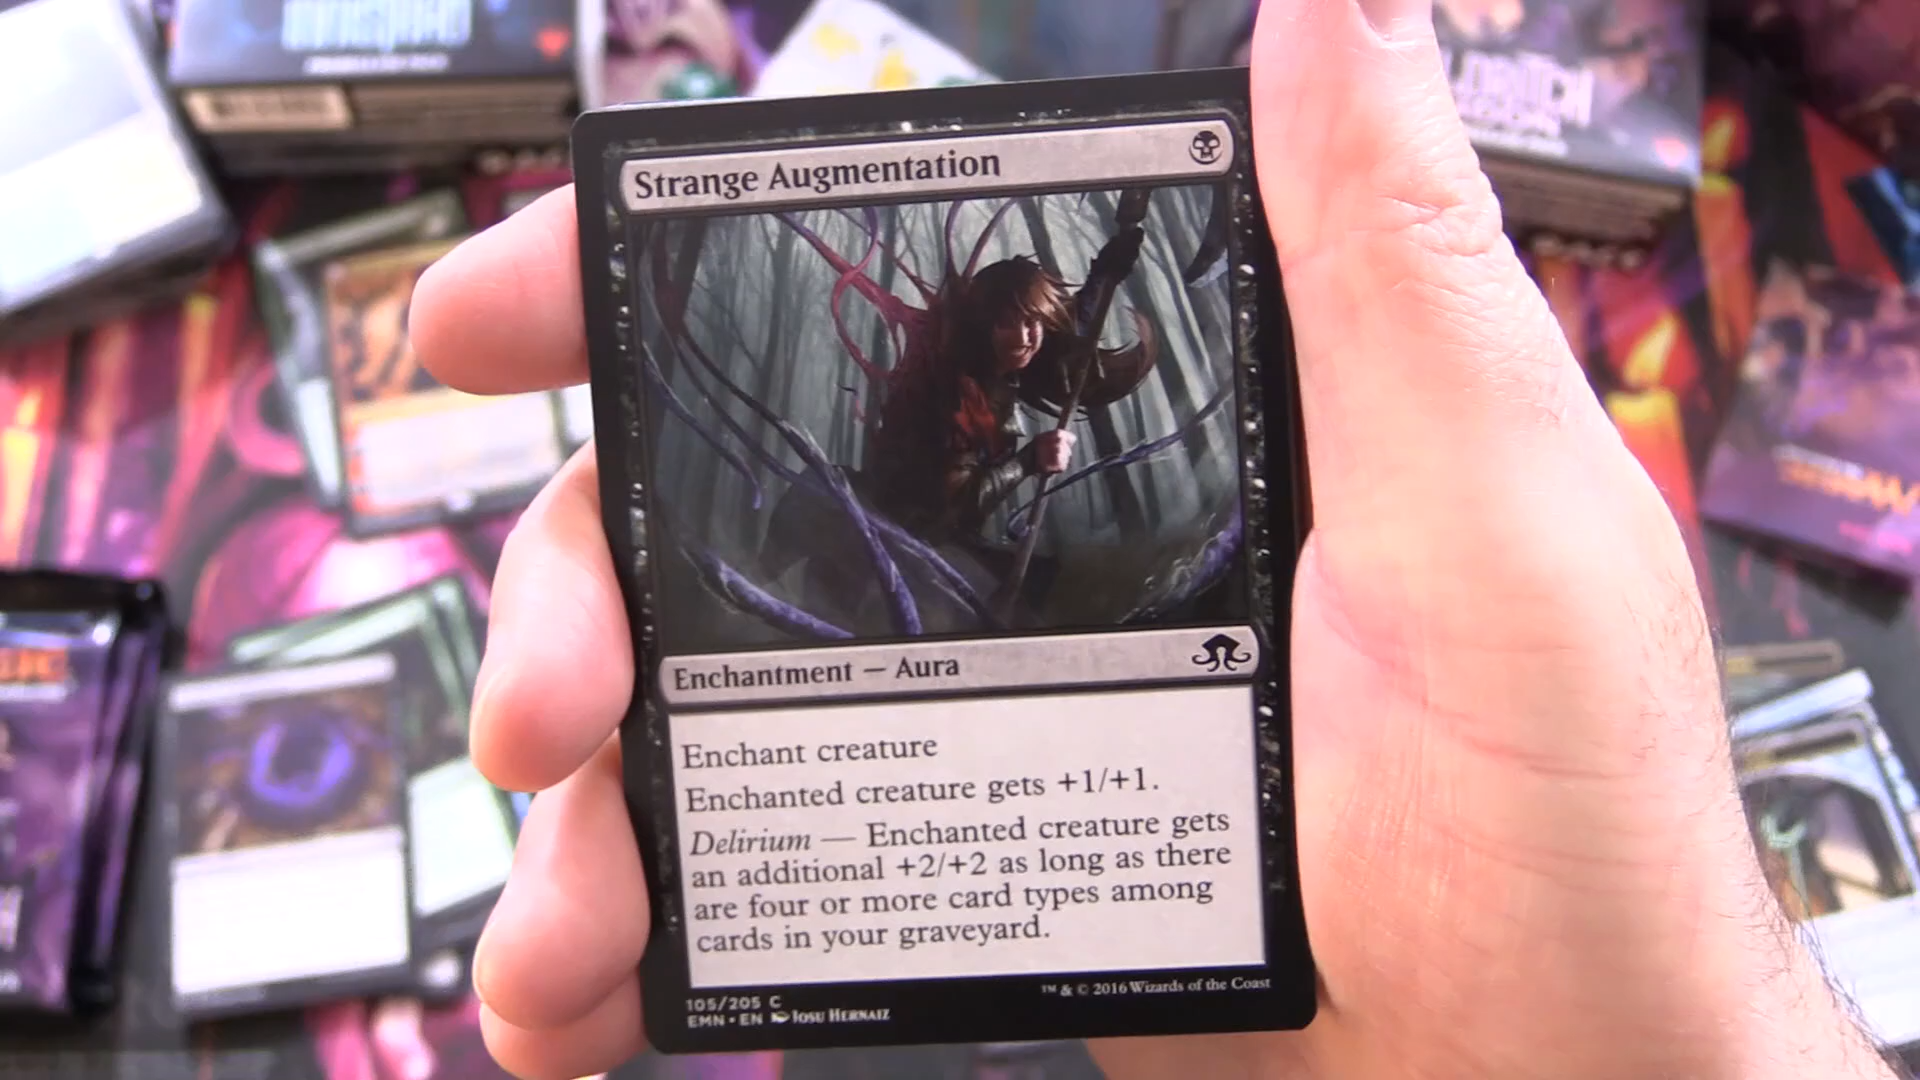 Strange Augmentation
Enchantment — Aura
Enchant creature
Enchanted creature gets +1/+1.
Delirium — Enchanted creature gets
an additional +2/+2 as long as there
are four or more card types among
cards in your graveyard.
105/205 C
EMN • EN Iosu Hernaiz
™ & © 2016 Wizards of the Coast